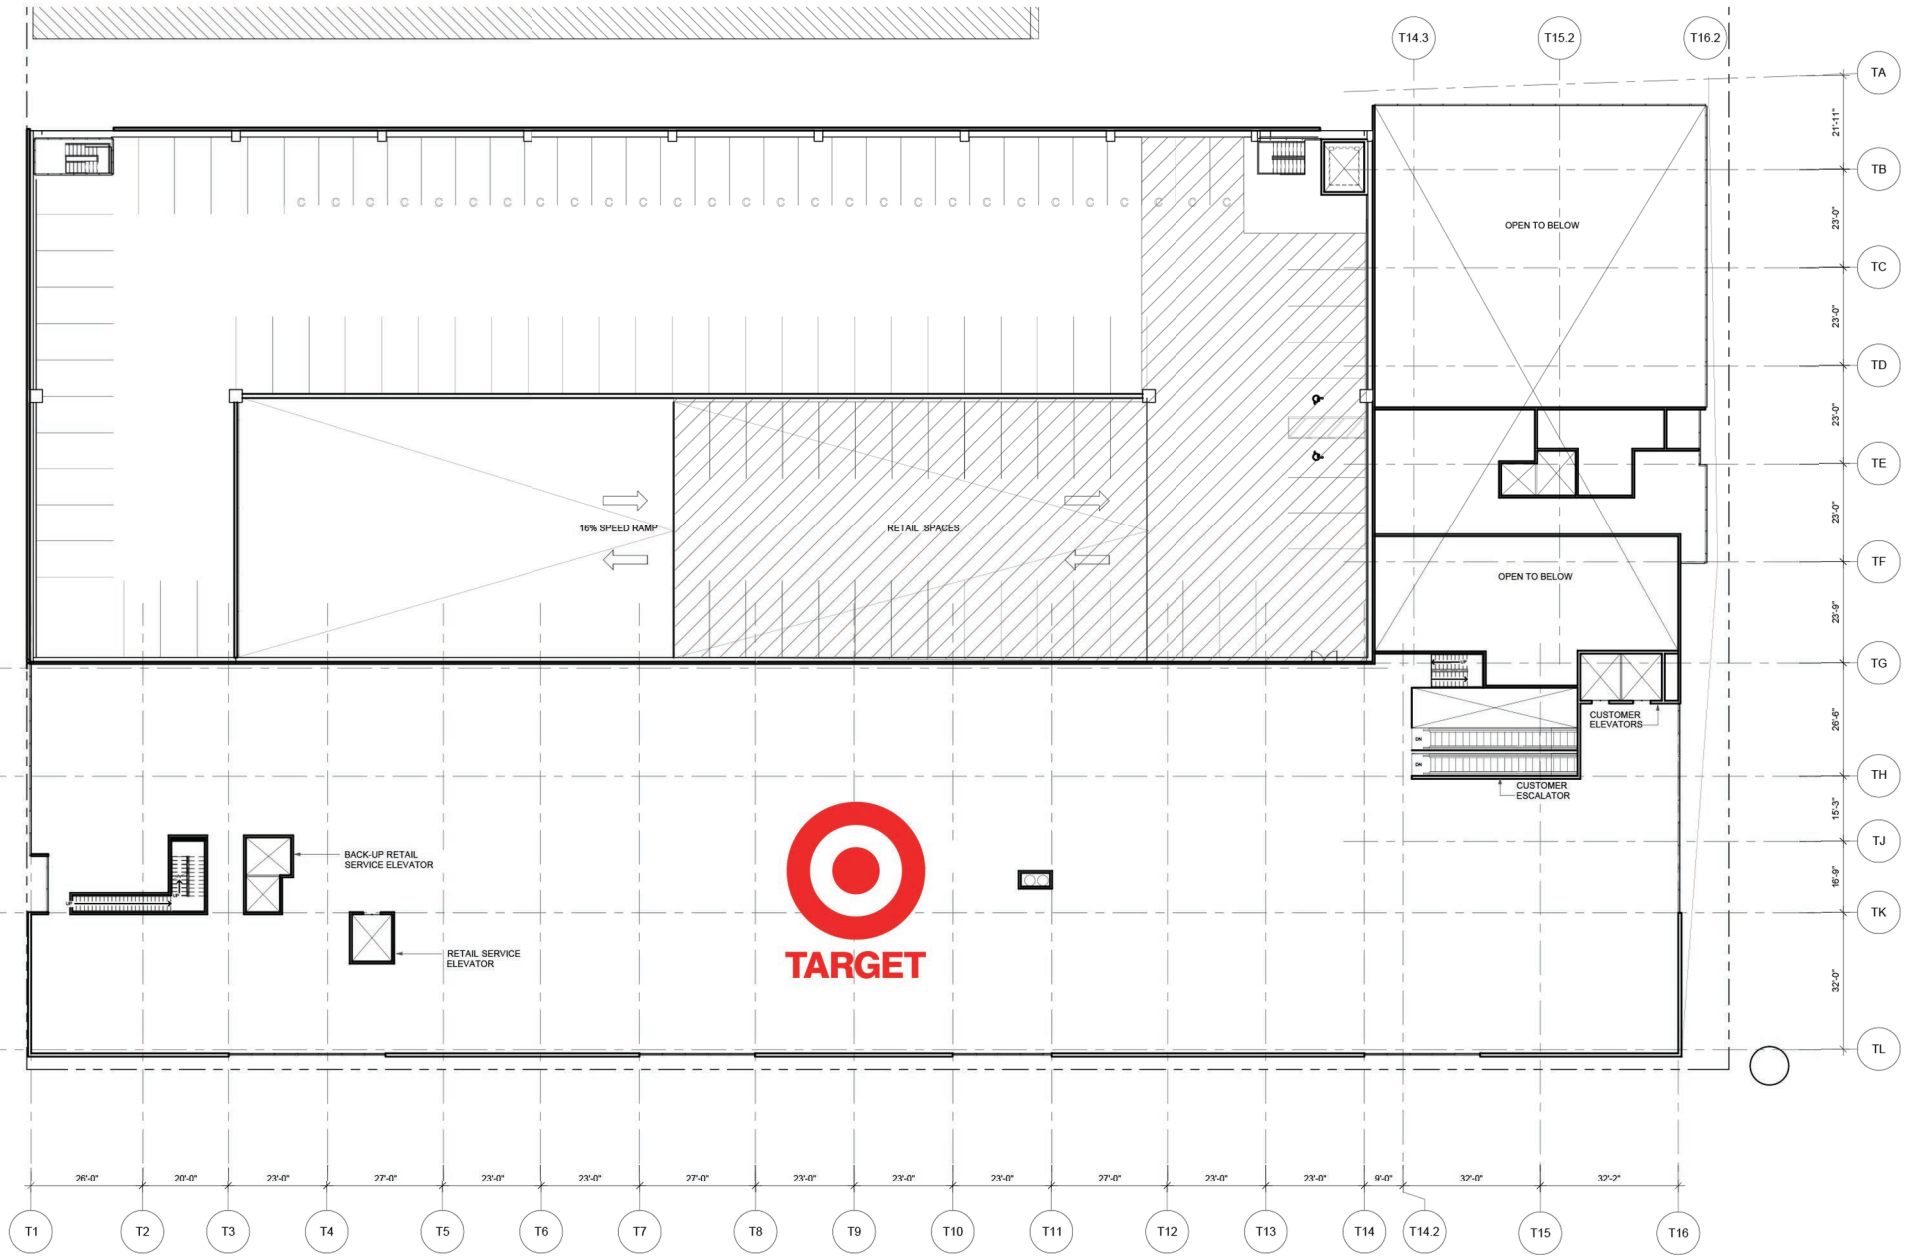 T14.3
T15.2
T16.2
TA
21'-11"
TB
C C C C C C C C C C C C C C C C C C C C C C C C C C C C
OPEN TO BELOW
23'-0"
TC
23'-0"
TD
23'-0"
TE
16% SPEED RAMP
RETAIL SPACES
23'-0"
TF
OPEN TO BELOW
23'-9"
TG
UP
CUSTOMER
ELEVATORS
26'-6"
DN
DN
TH
CUSTOMER
ESCALATOR
15'-3"
TJ
BACK-UP RETAIL
SERVICE ELEVATOR
16'-9"
UP
UP
TK
RETAIL SERVICE
ELEVATOR
TARGET
32'-0"
TL
26'-0"
20'-0"
23'-0"
27'-0"
23'-0"
23'-0"
27'-0"
23'-0"
23'-0"
23'-0"
27'-0"
23'-0"
23'-0"
9'-0"
32'-0"
32'-2"
T1
T2
T3
T4
T5
T6
T7
T8
T9
T10
T11
T12
T13
T14
T14.2
T15
T16